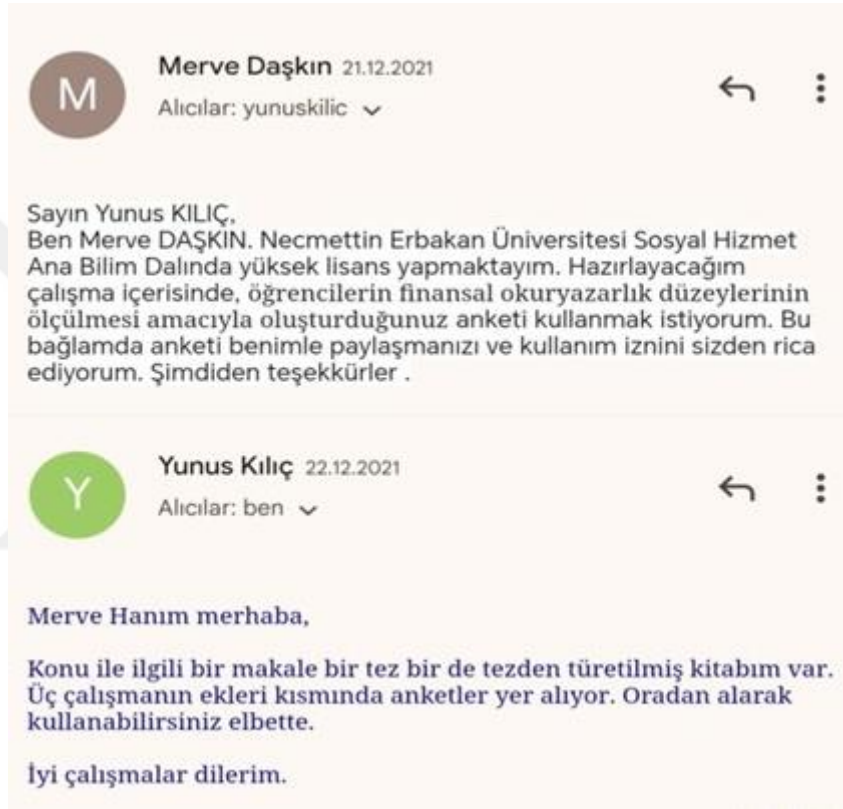 M
Merve Daşkın 21.12.2021
Alıcılar: yunuskilic
Sayın Yunus KILIÇ,
Ben Merve DAŞKIN. Necmettin Erbakan Üniversitesi Sosyal Hizmet
Ana Bilim Dalında yüksek lisans yapmaktayım. Hazırlayacağım
çalışma içerisinde, öğrencilerin finansal okuryazarlık düzeylerinin
ölçülmesi amacıyla oluşturduğunuz anketi kullanmak istiyorum. Bu
bağlamda anketi benimle paylaşmanızı ve kullanım iznini sizden rica
ediyorum. Şimdiden teşekkürler .
Y
Yunus Kılıç 22.12.2021
Alıcılar: ben
Merve Hanım merhaba,
Konu ile ilgili bir makale bir tez bir de tezden türetilmiş kitabım var.
Üç çalışmanın ekleri kısmında anketler yer alıyor. Oradan alarak
kullanabilirsiniz elbette.
İyi çalışmalar dilerim.